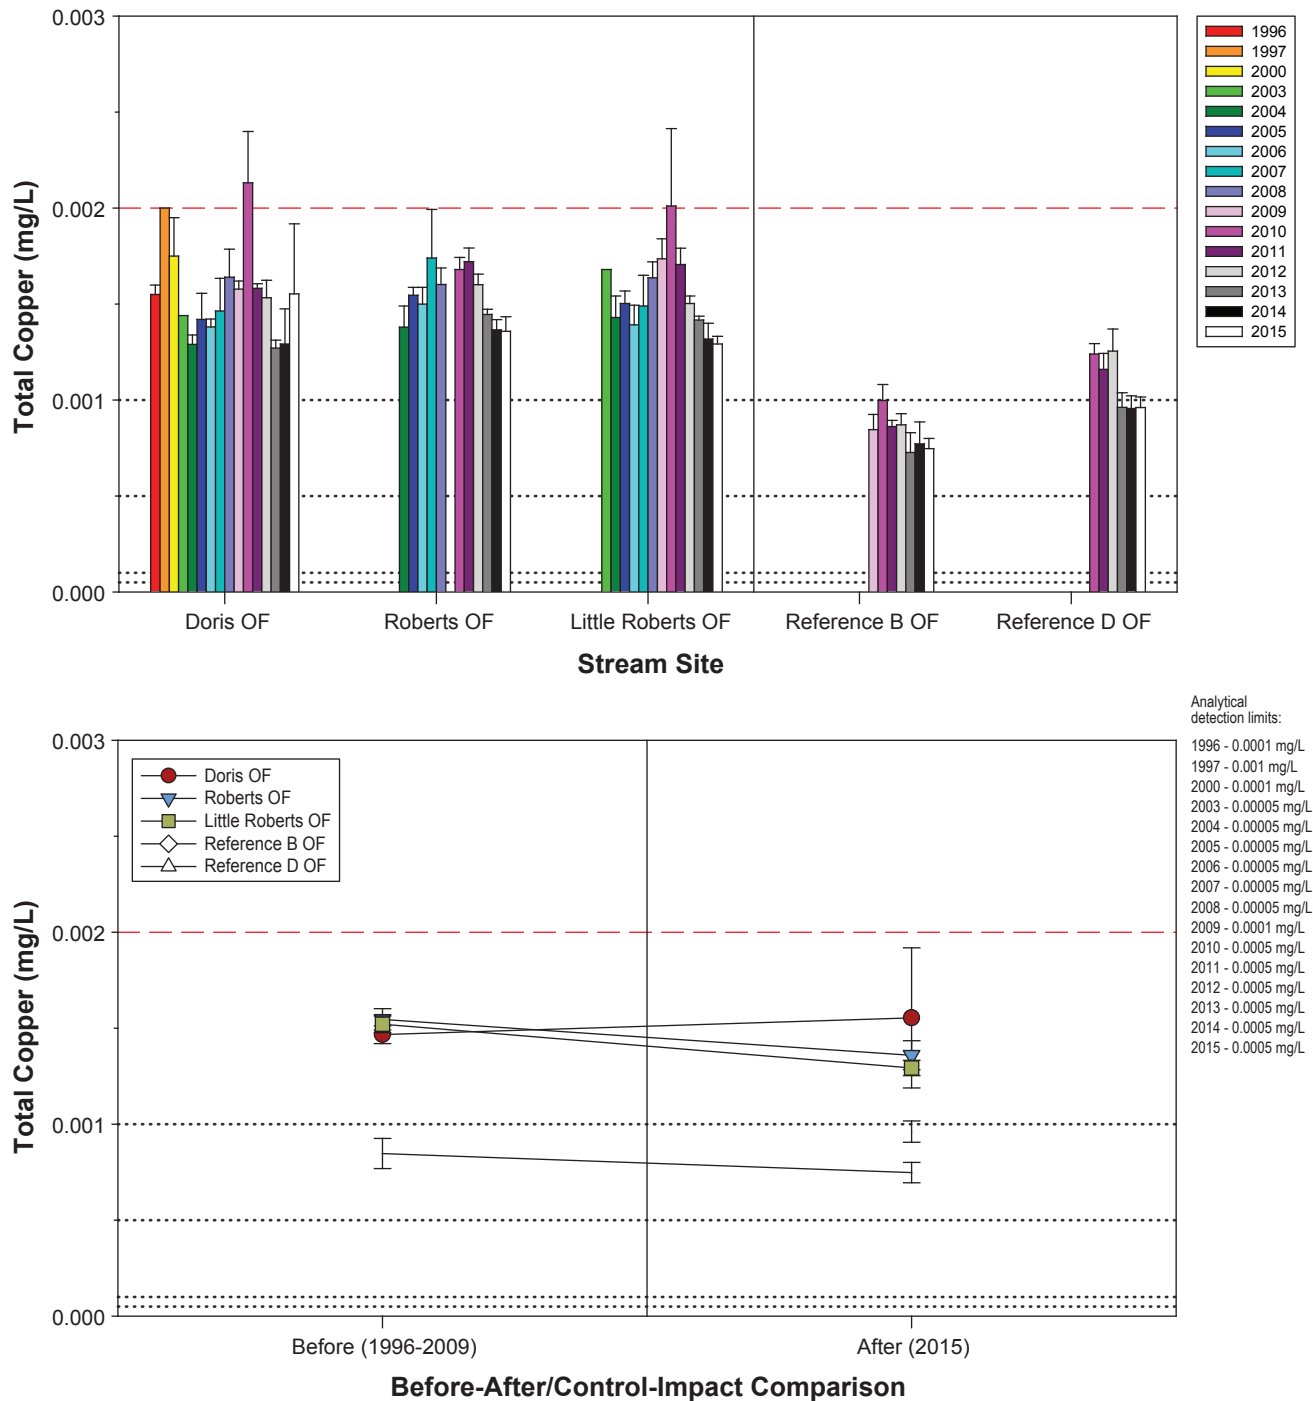 0.003
0.002
0.001
0.000
Total Copper (mg/L)
1996
1997
2000
2003
2004
2005
2006
2007
2008
2009
2010
2011
2012
2013
2014
2015
Doris OF
Roberts OF
Little Roberts OF
Reference B OF
Reference D OF
Stream Site
Analytical
detection limits:
1996 - 0.0001 mg/L
1997 - 0.001 mg/L
2000 - 0.0001 mg/L
2003 - 0.00005 mg/L
2004 - 0.00005 mg/L
2005 - 0.00005 mg/L
2006 - 0.00005 mg/L
2007 - 0.00005 mg/L
2008 - 0.00005 mg/L
2009 - 0.0001 mg/L
2010 - 0.0005 mg/L
2011 - 0.0005 mg/L
2012 - 0.0005 mg/L
2013 - 0.0005 mg/L
2014 - 0.0005 mg/L
2015 - 0.0005 mg/L
0.003
0.002
0.001
0.000
Total Copper (mg/L)
Doris OF
Roberts OF
Little Roberts OF
Reference B OF
Reference D OF
Before (1996-2009)
After (2015)
Before-After/Control-Impact Comparison